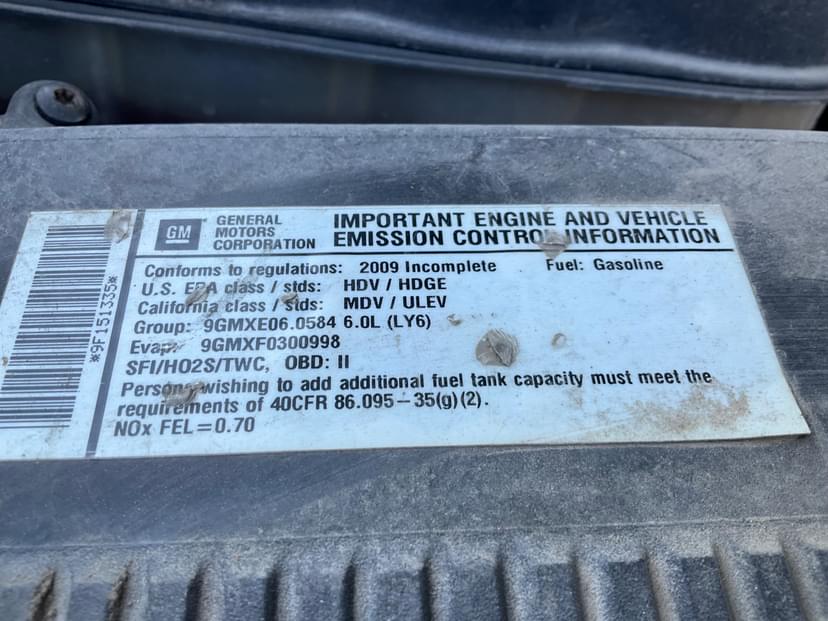 *9F151335*
GM
GENERAL
MOTORS
CORPORATION
IMPORTANT ENGINE AND VEHICLE
EMISSION CONTROL INFORMATION
Conforms to regulations: 2009 Incomplete Fuel: Gasoline
U.S. EPA class / stds: HDV / HDGE
California class / stds: MDV / ULEV
Group: 9GMXE06.0584 6.0L (LY6)
Evap: 9GMXF0300998
SFI/HO2S/TWC, OBD: II
Persons wishing to add additional fuel tank capacity must meet the
requirements of 40CFR 86.095-35(g)(2).
NOx FEL=0.70